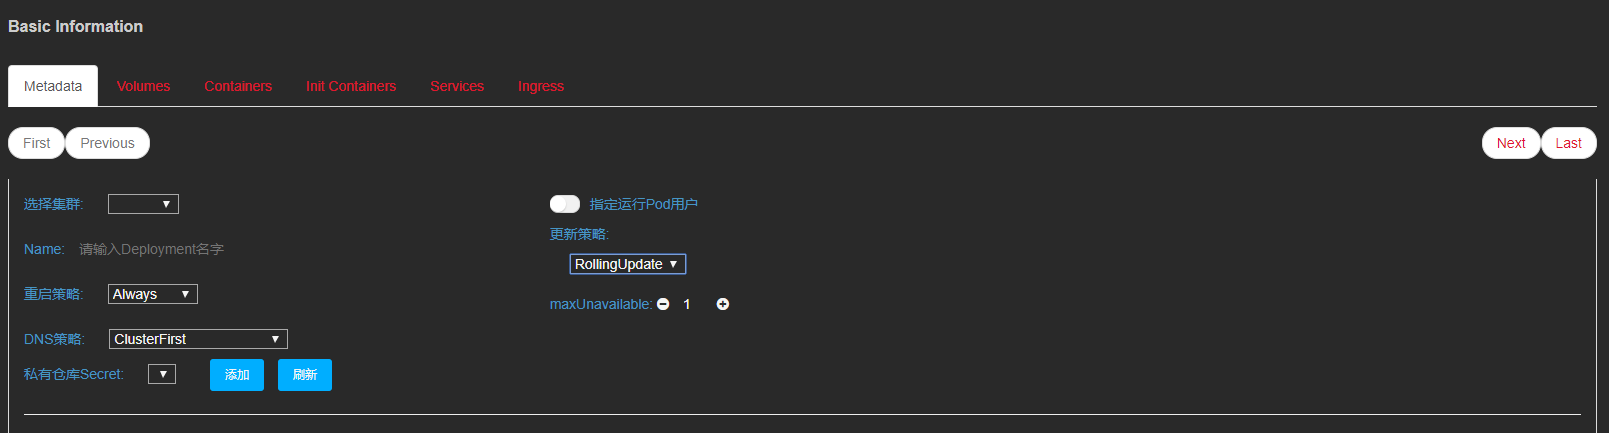 Basic Information
Metadata Volumes Containers Init Containers Services Ingress
First Previous Next Last
选择集群:
Name: 请输入Deployment名字
重启策略: Always
DNS策略: ClusterFirst
私有仓库Secret: 添加 刷新
指定运行Pod用户
更新策略:
RollingUpdate
maxUnavailable: 1